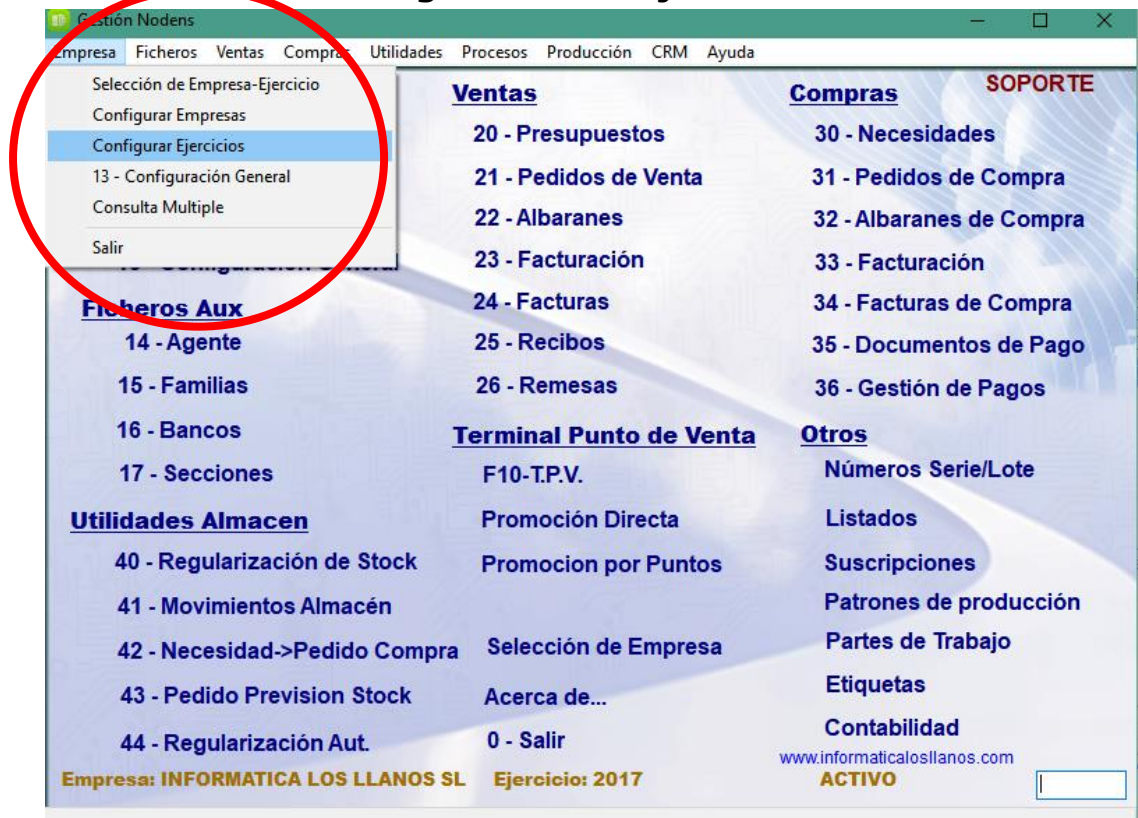 Gestión Nodens
Empresa Ficheros Ventas Compras Utilidades Procesos Producción CRM Ayuda
Selección de Empresa-Ejercicio
Configurar Empresas
Configurar Ejercicios
13 - Configuración General
Consulta Multiple
Salir
Ficheros Aux
14 - Agente
15 - Familias
16 - Bancos
17 - Secciones
Utilidades Almacen
40 - Regularización de Stock
41 - Movimientos Almacén
42 - Necesidad->Pedido Compra
43 - Pedido Prevision Stock
44 - Regularización Aut.
Ventas
20 - Presupuestos
21 - Pedidos de Venta
22 - Albaranes
23 - Facturación
24 - Facturas
25 - Recibos
26 - Remesas
Terminal Punto de Venta
F10-T.P.V.
Promoción Directa
Promocion por Puntos
Selección de Empresa
Acerca de...
0 - Salir
SOPORTE
Compras
30 - Necesidades
31 - Pedidos de Compra
32 - Albaranes de Compra
33 - Facturación
34 - Facturas de Compra
35 - Documentos de Pago
36 - Gestión de Pagos
Otros
Números Serie/Lote
Listados
Suscripciones
Patrones de producción
Partes de Trabajo
Etiquetas
Contabilidad
www.informaticalosllanos.com
Empresa: INFORMATICA LOS LLANOS SL Ejercicio: 2017 ACTIVO